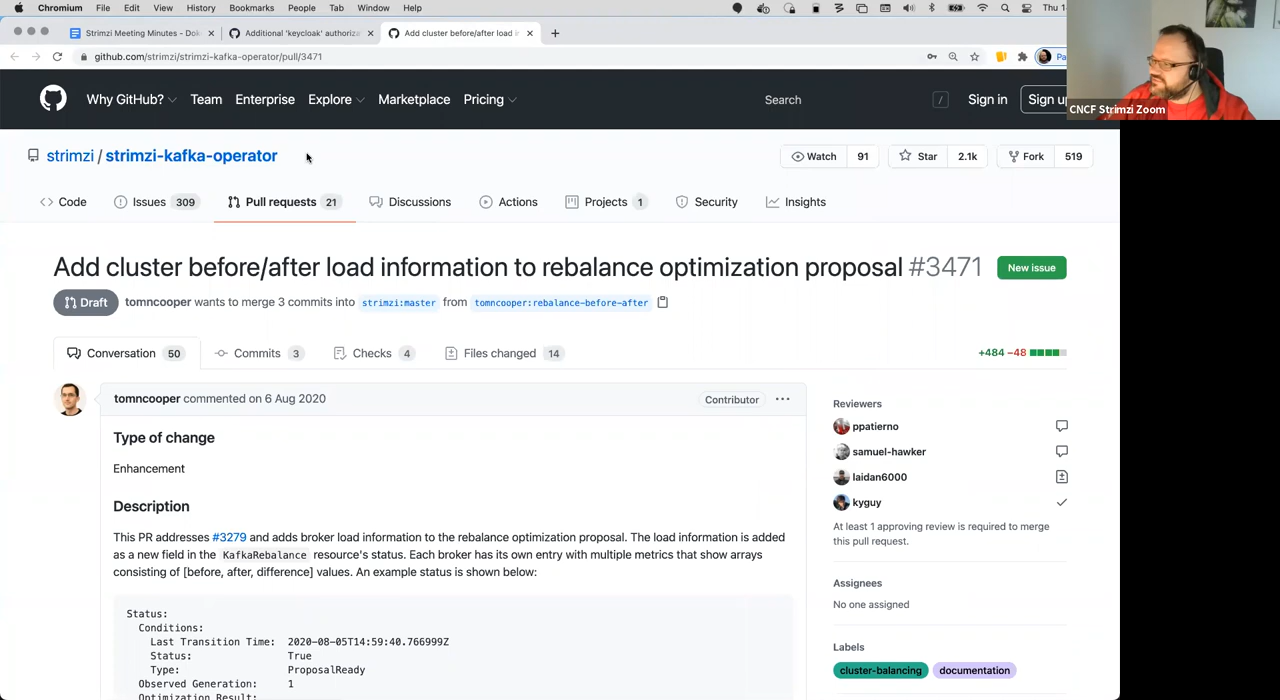 Chromium File Edit View History Bookmarks People Tab Window Help Thu 1
Strimzi Meeting Minutes - Dok
Additional 'keycloak' authoriza
Add cluster before/after load i
github.com/strimzi/strimzi-kafka-operator/pull/3471
Pa
CNCF Strimzi Zoom
Why GitHub? Team Enterprise Explore Marketplace Pricing Search / Sign in Sign up
strimzi / strimzi-kafka-operator
Watch 91 Star 2.1k Fork 519
Code Issues 309 Pull requests 21 Discussions Actions Projects 1 Security Insights
Add cluster before/after load information to rebalance optimization proposal #3471
New issue
Draft tomncooper wants to merge 3 commits into strimzi:master from tomncooper:rebalance-before-after
Conversation 50 Commits 3 Checks 4 Files changed 14 +484 −48
tomncooper commented on 6 Aug 2020 Contributor
Type of change
Enhancement
Description
This PR addresses #3279 and adds broker load information to the rebalance optimization proposal. The load information is added
as a new field in the KafkaRebalance resource's status. Each broker has its own entry with multiple metrics that show arrays
consisting of [before, after, difference] values. An example status is shown below:
Status:
Conditions:
Last Transition Time: 2020-08-05T14:59:40.766999Z
Status: True
Type: ProposalReady
Observed Generation: 1
Optimization Result:
Reviewers
ppatierno
samuel-hawker
laidan6000
kyguy
At least 1 approving review is required to merge
this pull request.
Assignees
No one assigned
Labels
cluster-balancing documentation